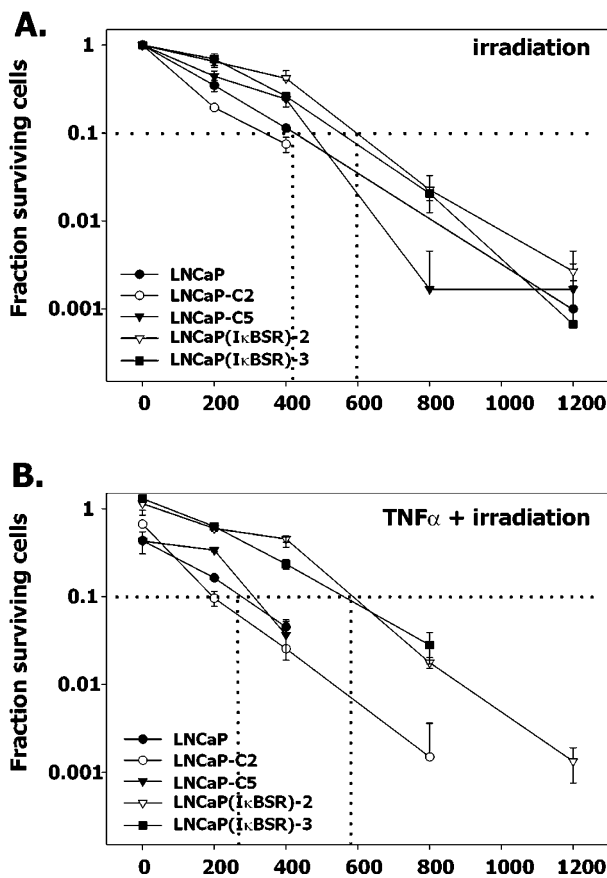 A.
irradiation
Fraction surviving cells
1
0.1
0.01
0.001
LNCaP
LNCaP-C2
LNCaP-C5
LNCaP(IκBSR)-2
LNCaP(IκBSR)-3
0 200 400 600 800 1000 1200
B.
TNFα + irradiation
Fraction surviving cells
1
0.1
0.01
0.001
LNCaP
LNCaP-C2
LNCaP-C5
LNCaP(IκBSR)-2
LNCaP(IκBSR)-3
0 200 400 600 800 1000 1200